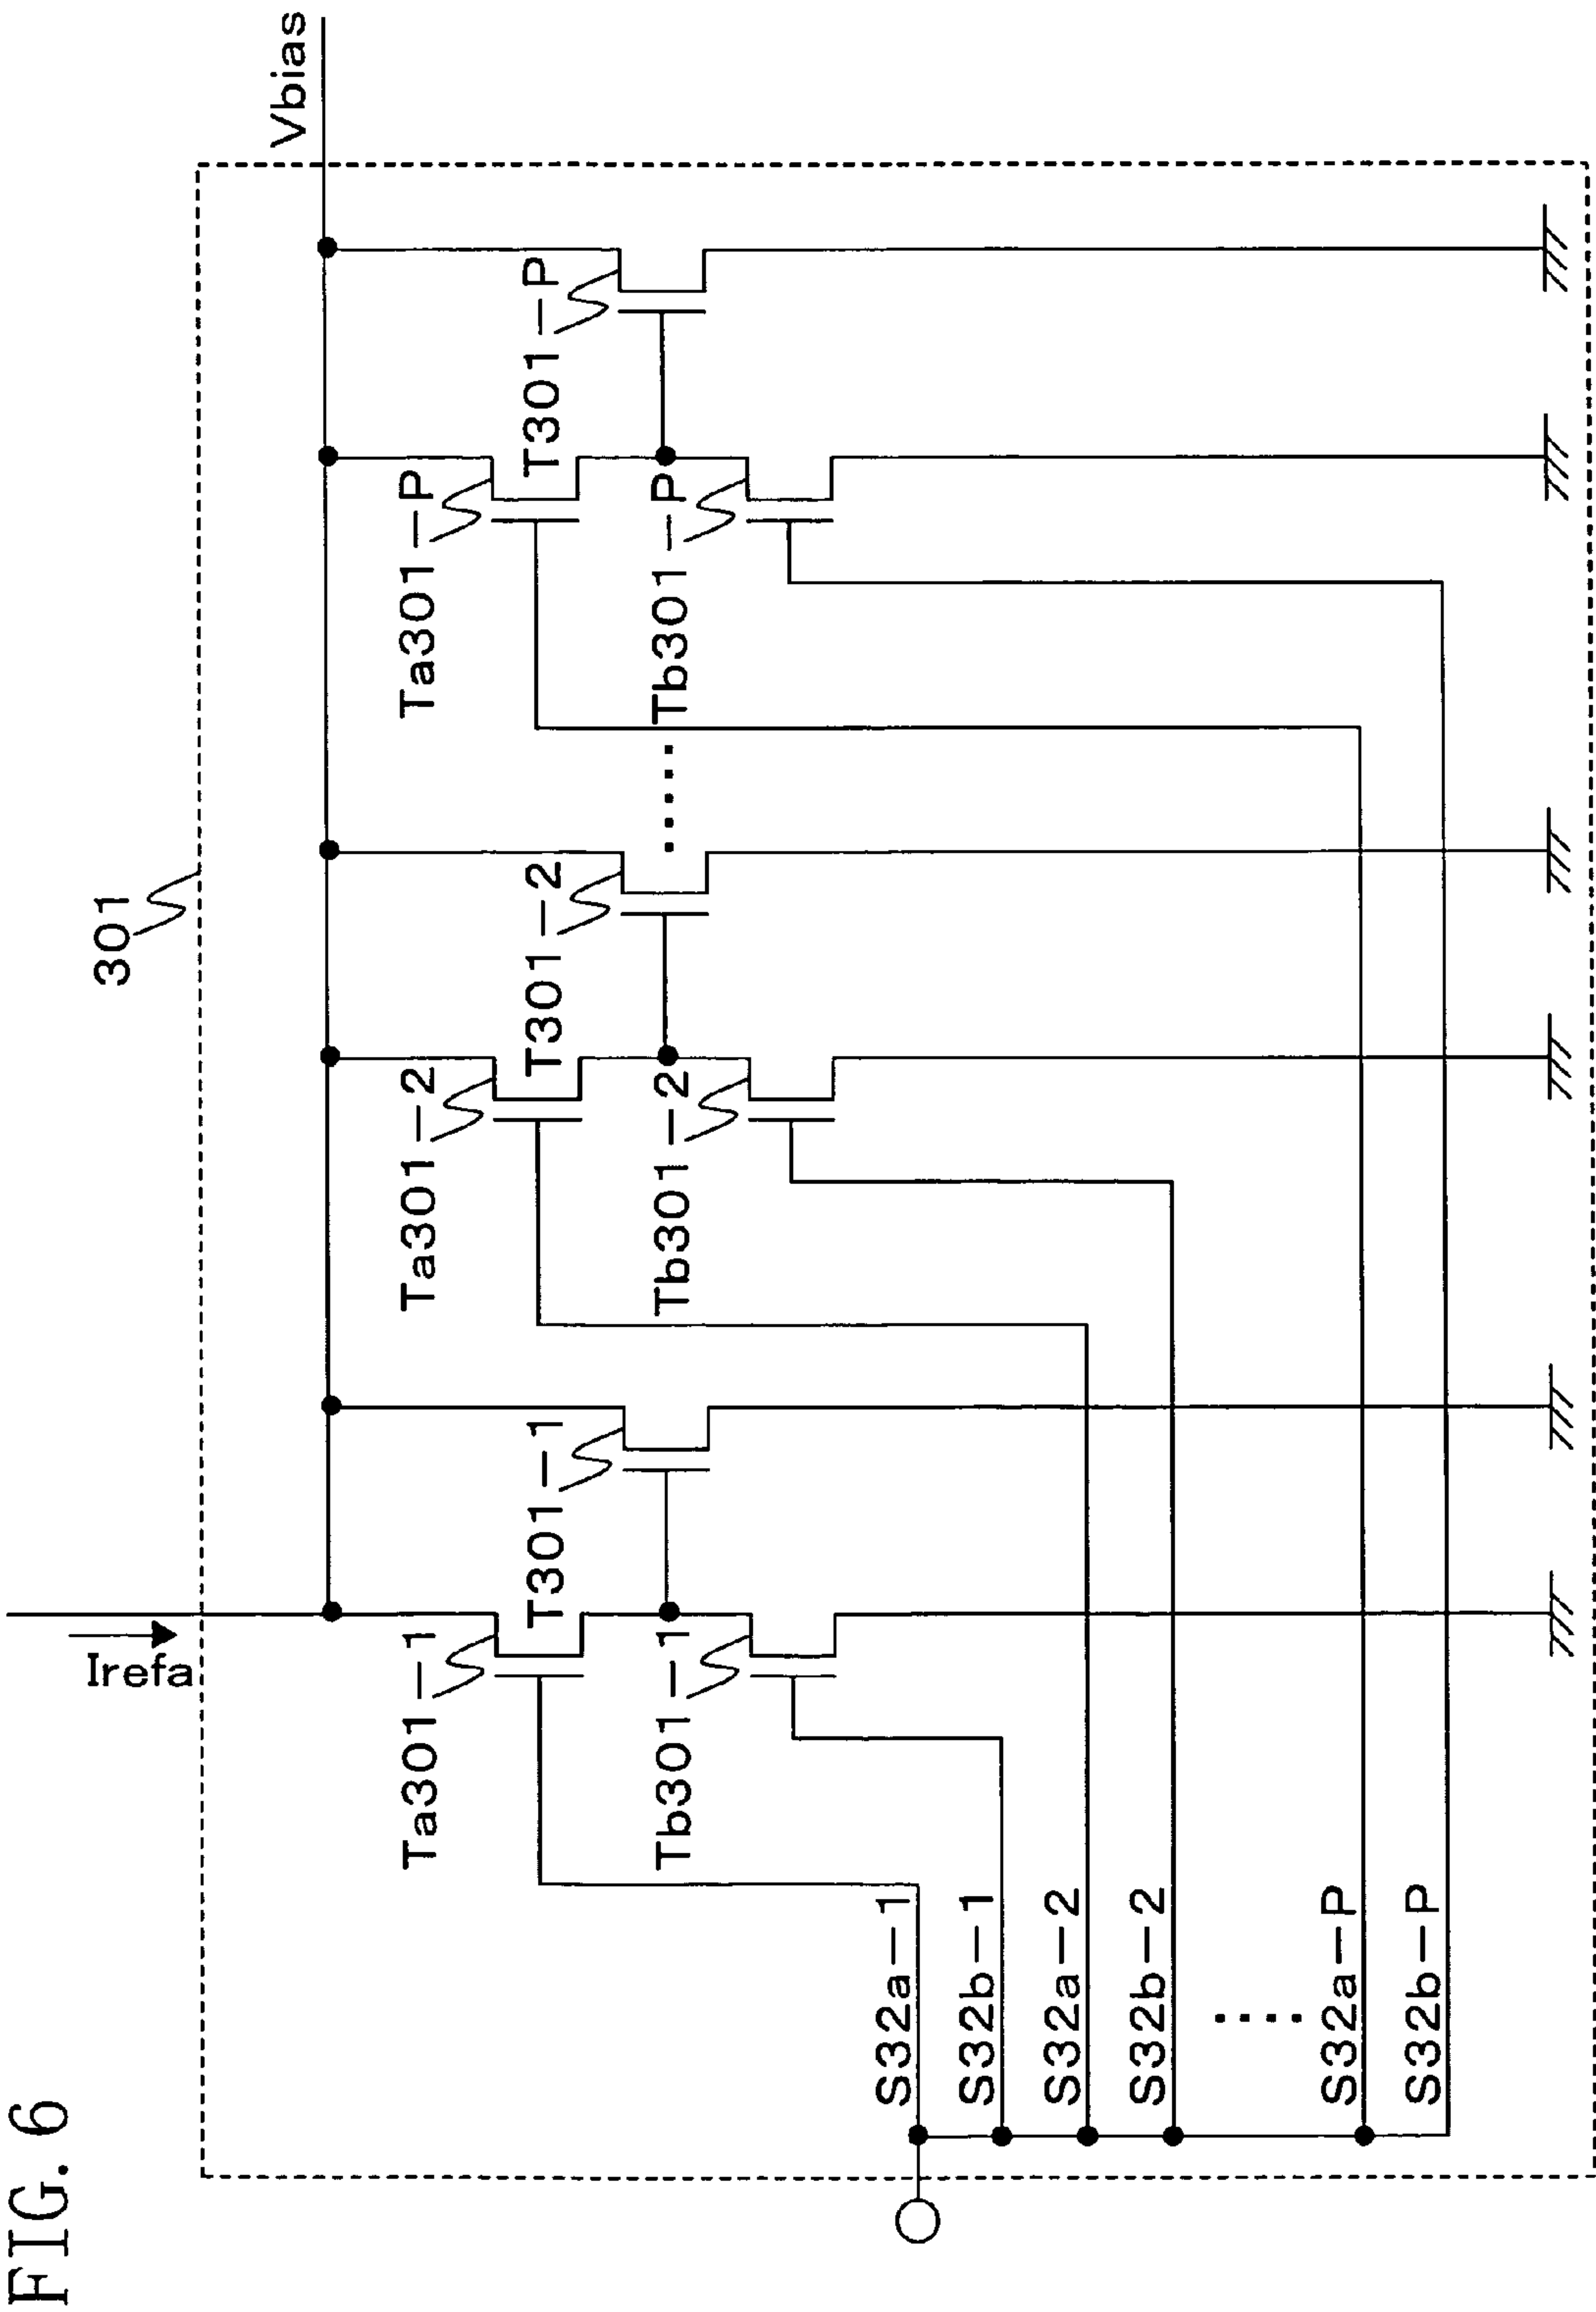 FIG. 6
301
Irefa
Vbias
Ta301-1
T301-1
Tb301-1
Ta301-2
T301-2
Tb301-2
Ta301-P
T301-P
Tb301-P
S32a-1
S32b-1
S32a-2
S32b-2
S32a-P
S32b-P